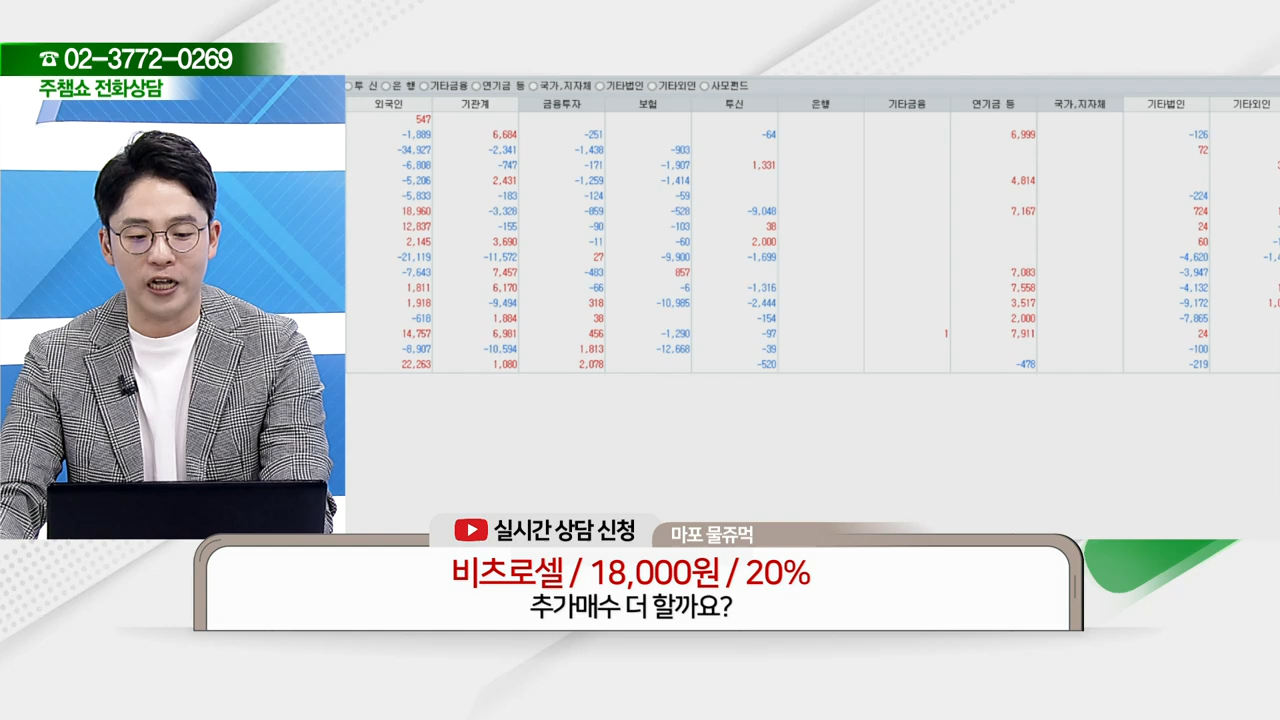 ☎ 02-3772-0269
주챔쇼 전화상담
투 신 ○ 은 행 ○ 기타금융 ○ 연기금 등 ○ 국가,지자체 ○ 기타법인 ○ 기타외인 ○ 사모펀드
외국인 기관계 금융투자 보험 투신 은행 기타금융 연기금 등 국가,지자체 기타법인 기타외인
547
-1,889 6,684 -251 -64 6,999 -126
-34,927 -2,341 -1,438 -903 72
-6,808 -747 -171 -1,907 1,331
-5,206 2,431 -1,259 -1,414 4,814
-5,833 -183 -124 -59 -224
18,960 -3,328 -859 -528 -9,048 7,167 724
12,837 -155 -90 -103 38 24
2,145 3,690 -11 -60 2,000 60
-21,119 -11,572 27 -9,900 -1,699 -4,620
-7,643 7,457 -483 857 7,083 -3,947
1,811 6,170 -66 -6 -1,316 7,558 -4,132
1,918 -9,494 318 -10,985 -2,444 3,517 -9,172
-618 1,884 38 -154 2,000 -7,865
14,757 6,981 456 -1,290 -97 1 7,911 24
-8,907 -10,594 1,813 -12,668 -39 -100
22,263 1,080 2,078 -520 -478 -219
실시간 상담 신청
마포 물쥬먹
비츠로셀 / 18,000원 / 20%
추가매수 더 할까요?